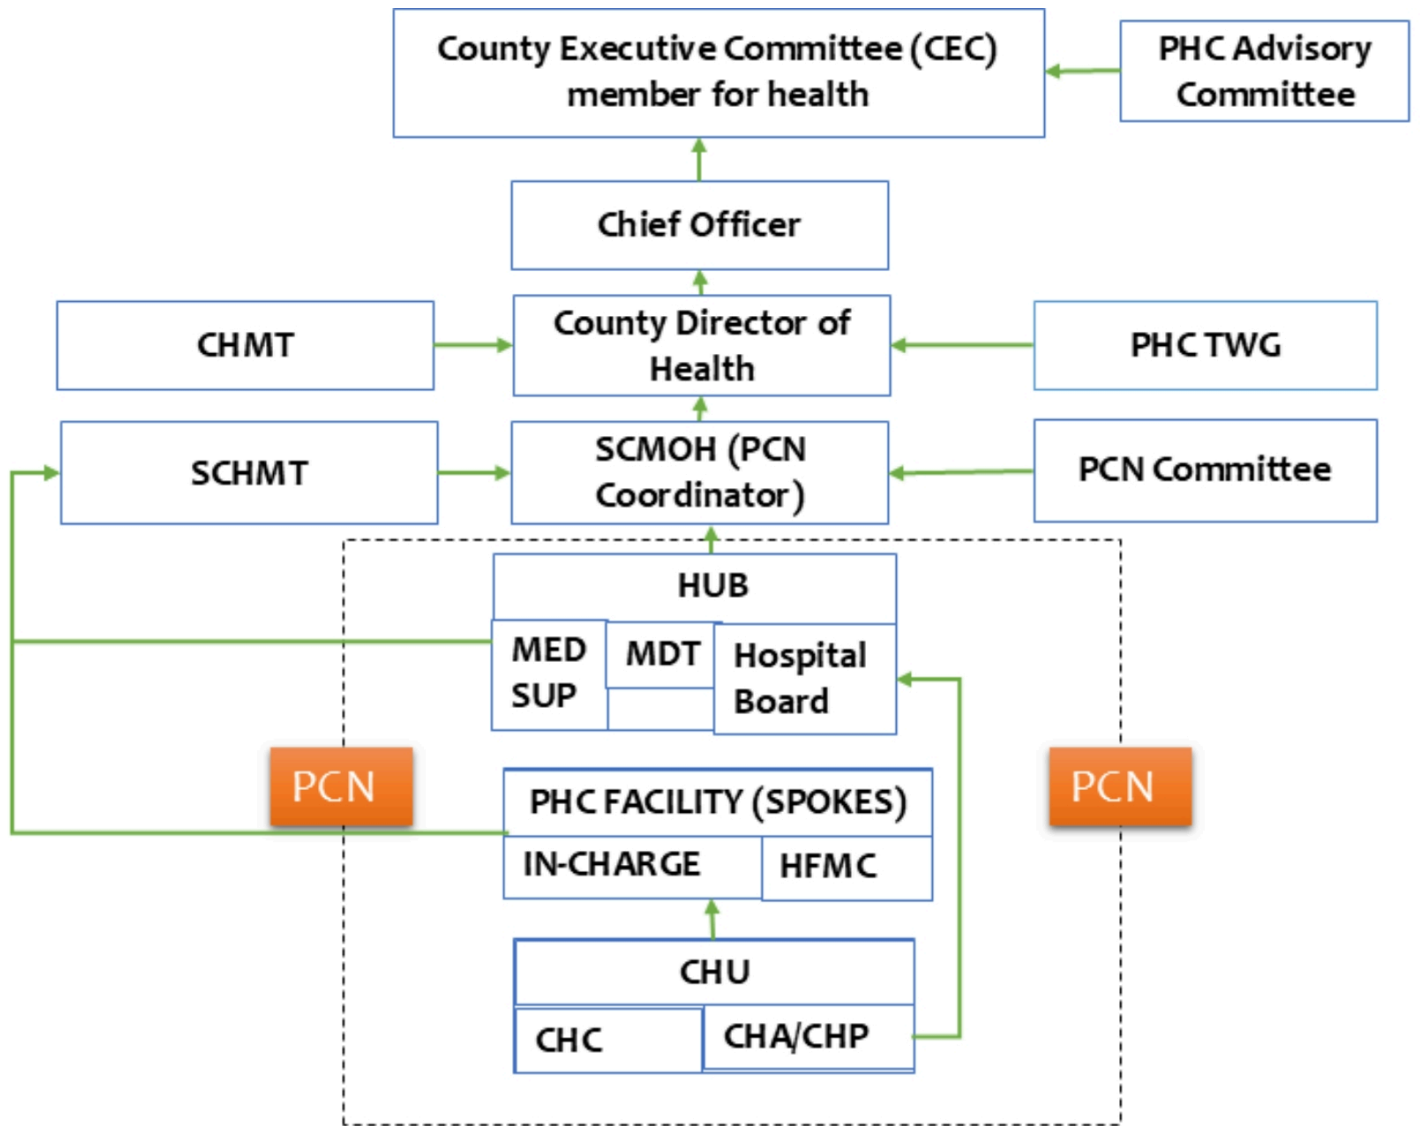 County Executive Committee (CEC)
member for health
PHC Advisory
Committee
Chief Officer
CHMT
County Director of
Health
PHC TWG
SCHMT
SCMOH (PCN
Coordinator)
PCN Committee
HUB
MED
SUP
MDT
Hospital
Board
PCN
PCN
PHC FACILITY (SPOKES)
IN-CHARGE
HFMC
CHU
CHC
CHA/CHP